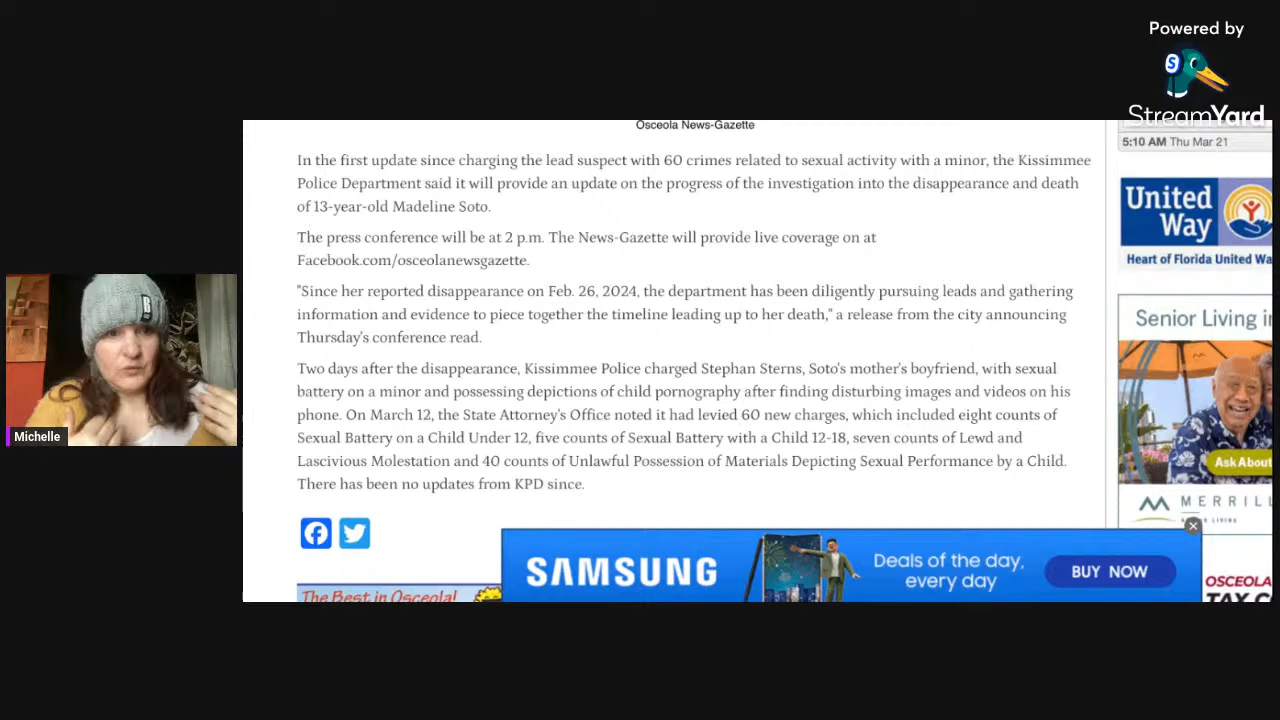 Powered by
S
StreamYard
Osceola News-Gazette
In the first update since charging the lead suspect with 60 crimes related to sexual activity with a minor, the Kissimmee
Police Department said it will provide an update on the progress of the investigation into the disappearance and death
of 13-year-old Madeline Soto.
The press conference will be at 2 p.m. The News-Gazette will provide live coverage on at
Facebook.com/osceolanewsgazette.
"Since her reported disappearance on Feb. 26, 2024, the department has been diligently pursuing leads and gathering
information and evidence to piece together the timeline leading up to her death," a release from the city announcing
Thursday's conference read.
Two days after the disappearance, Kissimmee Police charged Stephan Sterns, Soto's mother's boyfriend, with sexual
battery on a minor and possessing depictions of child pornography after finding disturbing images and videos on his
phone. On March 12, the State Attorney's Office noted it had levied 60 new charges, which included eight counts of
Sexual Battery on a Child Under 12, five counts of Sexual Battery with a Child 12-18, seven counts of Lewd and
Lascivious Molestation and 40 counts of Unlawful Possession of Materials Depicting Sexual Performance by a Child.
There has been no updates from KPD since.
5:10 AM Thu Mar 21
United
Way
Heart of Florida United Wa
Senior Living in
Ask About
MERRILL
Michelle
SAMSUNG
Deals of the day,
every day
BUY NOW
The Best in Osceola!
OSCEOLA
TAX C